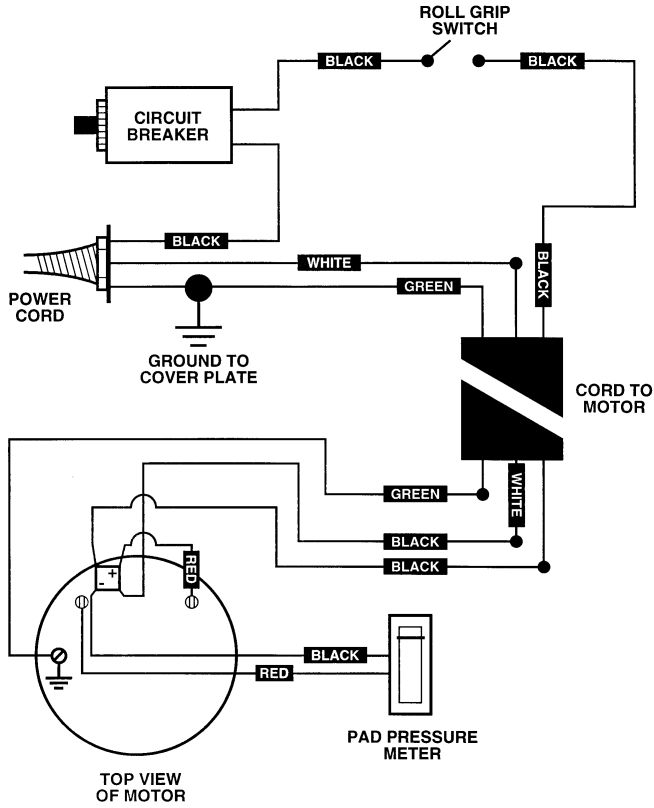 ROLL GRIP
SWITCH
BLACK
BLACK
CIRCUIT
BREAKER
BLACK
WHITE
BLACK
GREEN
POWER
CORD
GROUND TO
COVER PLATE
CORD TO
MOTOR
GREEN
WHITE
BLACK
BLACK
RED
+
-
BLACK
RED
PAD PRESSURE
METER
TOP VIEW
OF MOTOR